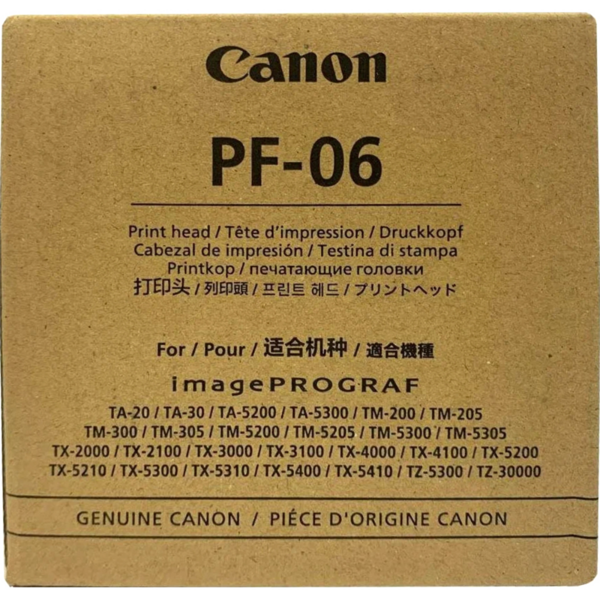 Canon
PF-06
Print head / Tête d'impression / Druckkopf
Cabezal de impresión / Testina di stampa
Printkop / печатающие головки
打印头 / 列印頭 / 프린트 헤드 / プリントヘッド
For / Pour / 适合机种 / 適合機種
imagePROGRAF
TA-20 / TA-30 / TA-5200 / TA-5300 / TM-200 / TM-205
TM-300 / TM-305 / TM-5200 / TM-5205 / TM-5300 / TM-5305
TX-2000 / TX-2100 / TX-3000 / TX-3100 / TX-4000 / TX-4100 / TX-5200
TX-5210 / TX-5300 / TX-5310 / TX-5400 / TX-5410 / TZ-5300 / TZ-30000
GENUINE CANON / PIÉCE D'ORIGINE CANON